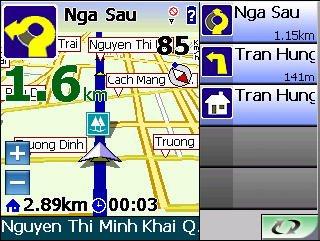 Nga Sau
?
Trai
Nguyen Thi
85
Cach Mang
1.6 km
Truong Dinh
Truong
2.89km
00:03
Nguyen Thi Minh Khai Q.
Nga Sau
1.15km
Tran Hung
141m
Tran Hung